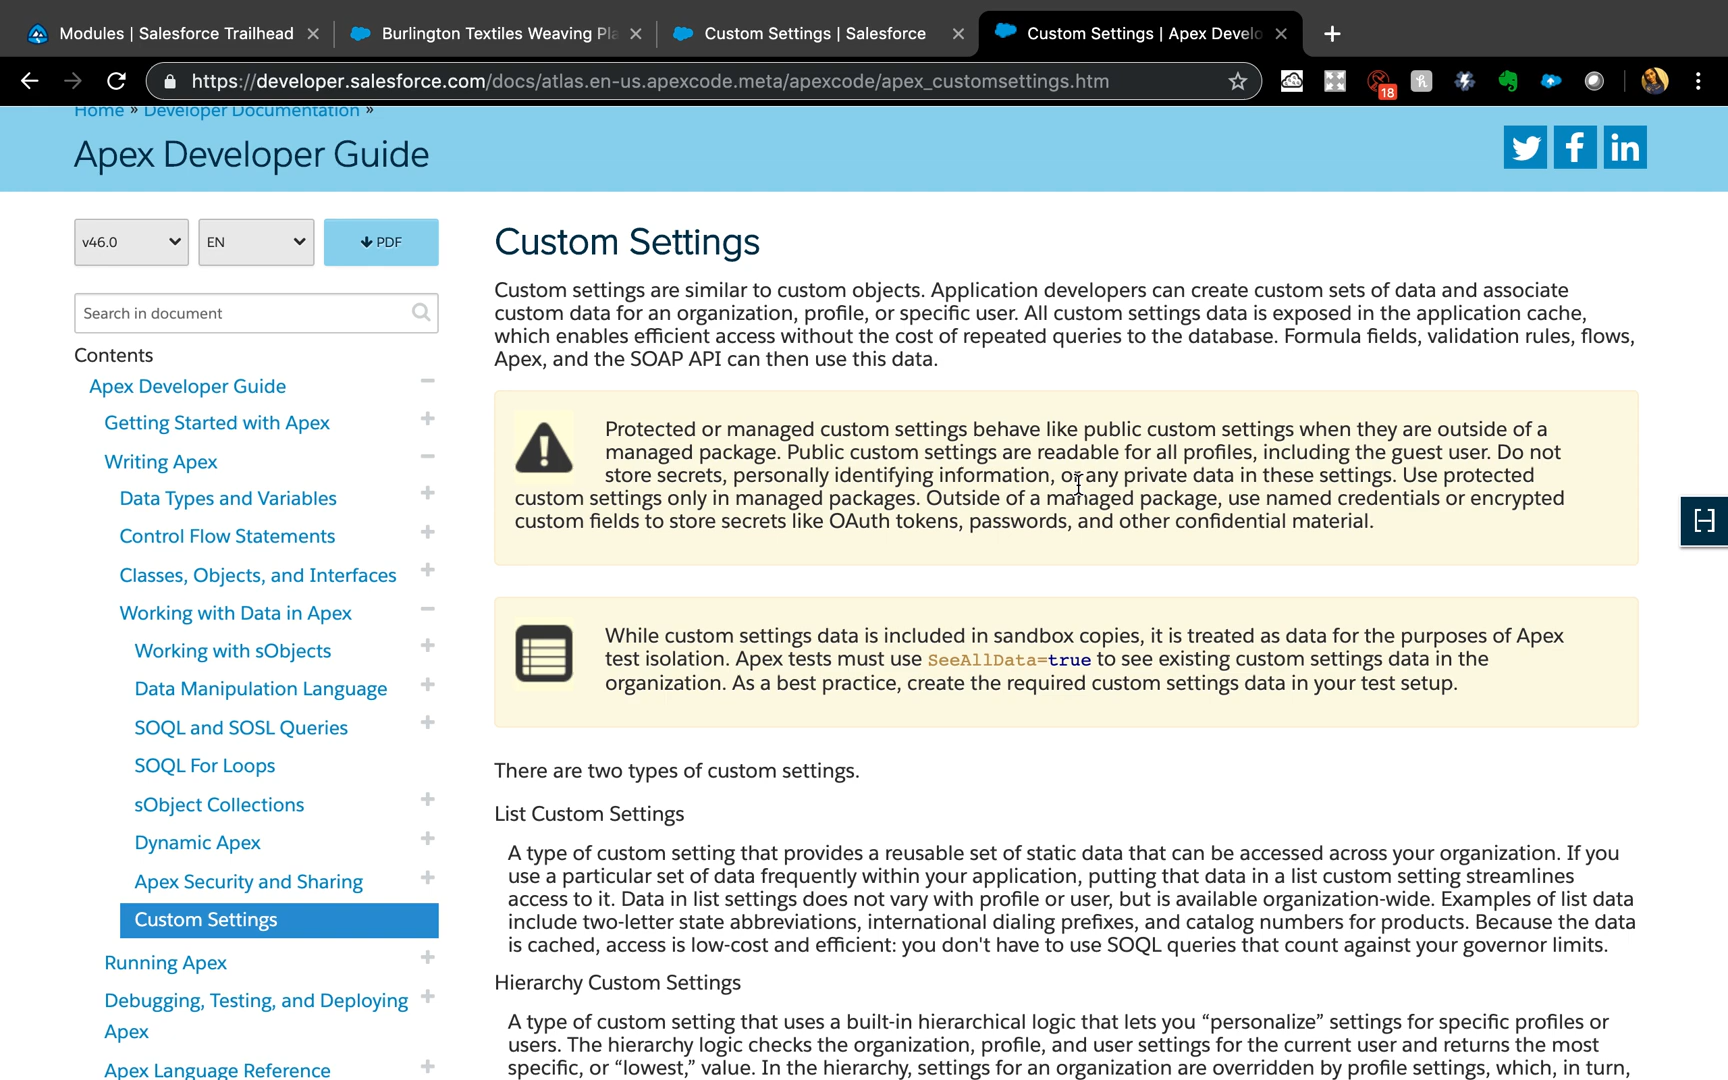 Modules | Salesforce Trailhead
Burlington Textiles Weaving Pla
Custom Settings | Salesforce
Custom Settings | Apex Develo
https://developer.salesforce.com/docs/atlas.en-us.apexcode.meta/apexcode/apex_customsettings.htm
18
Home » Developer Documentation »
Apex Developer Guide
v46.0
EN
PDF
Search in document
Contents
Apex Developer Guide
Getting Started with Apex
Writing Apex
Data Types and Variables
Control Flow Statements
Classes, Objects, and Interfaces
Working with Data in Apex
Working with sObjects
Data Manipulation Language
SOQL and SOSL Queries
SOQL For Loops
sObject Collections
Dynamic Apex
Apex Security and Sharing
Custom Settings
Running Apex
Debugging, Testing, and Deploying
Apex
Apex Language Reference
Custom Settings
Custom settings are similar to custom objects. Application developers can create custom sets of data and associate
custom data for an organization, profile, or specific user. All custom settings data is exposed in the application cache,
which enables efficient access without the cost of repeated queries to the database. Formula fields, validation rules, flows,
Apex, and the SOAP API can then use this data.
Protected or managed custom settings behave like public custom settings when they are outside of a
managed package. Public custom settings are readable for all profiles, including the guest user. Do not
store secrets, personally identifying information, or any private data in these settings. Use protected
custom settings only in managed packages. Outside of a managed package, use named credentials or encrypted
custom fields to store secrets like OAuth tokens, passwords, and other confidential material.
While custom settings data is included in sandbox copies, it is treated as data for the purposes of Apex
test isolation. Apex tests must use SeeAllData=true to see existing custom settings data in the
organization. As a best practice, create the required custom settings data in your test setup.
There are two types of custom settings.
List Custom Settings
A type of custom setting that provides a reusable set of static data that can be accessed across your organization. If you
use a particular set of data frequently within your application, putting that data in a list custom setting streamlines
access to it. Data in list settings does not vary with profile or user, but is available organization-wide. Examples of list data
include two-letter state abbreviations, international dialing prefixes, and catalog numbers for products. Because the data
is cached, access is low-cost and efficient: you don't have to use SOQL queries that count against your governor limits.
Hierarchy Custom Settings
A type of custom setting that uses a built-in hierarchical logic that lets you “personalize” settings for specific profiles or
users. The hierarchy logic checks the organization, profile, and user settings for the current user and returns the most
specific, or “lowest,” value. In the hierarchy, settings for an organization are overridden by profile settings, which, in turn,